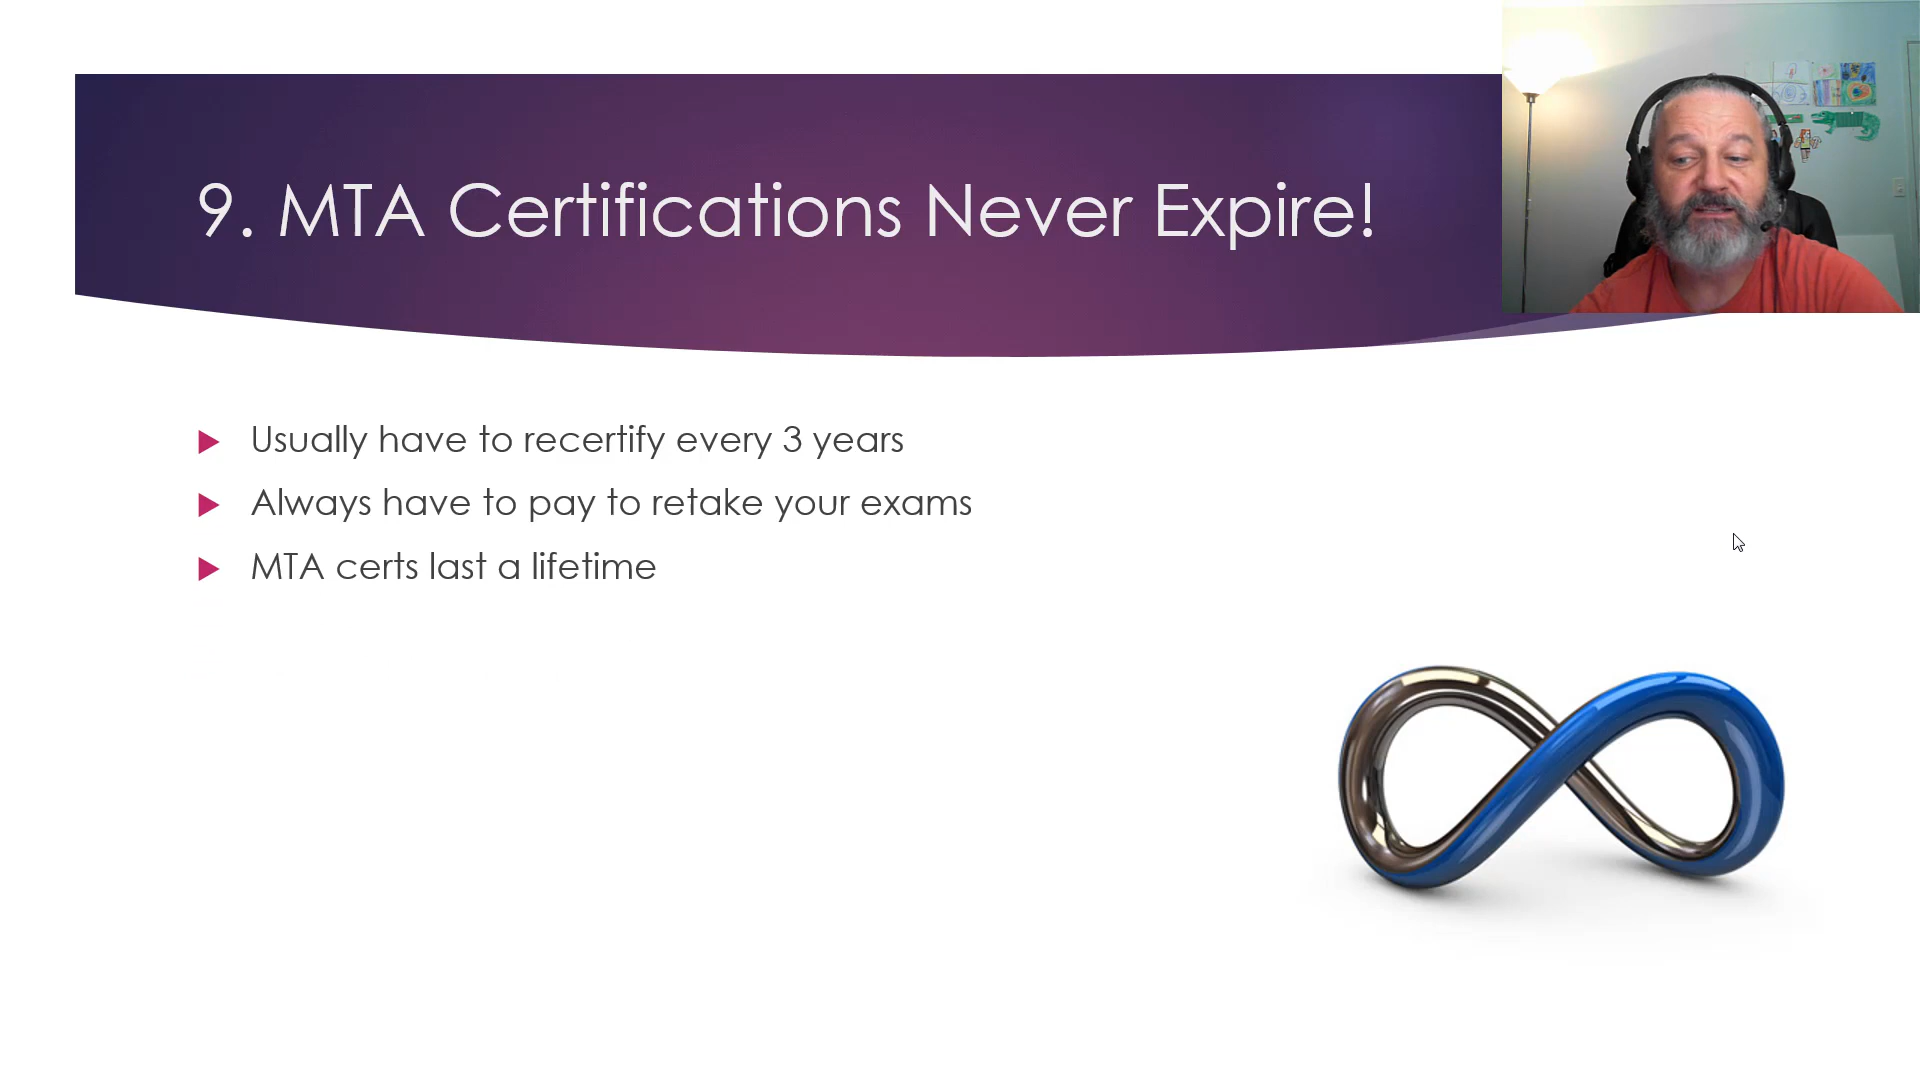 9. MTA Certifications Never Expire!
Usually have to recertify every 3 years
Always have to pay to retake your exams
MTA certs last a lifetime